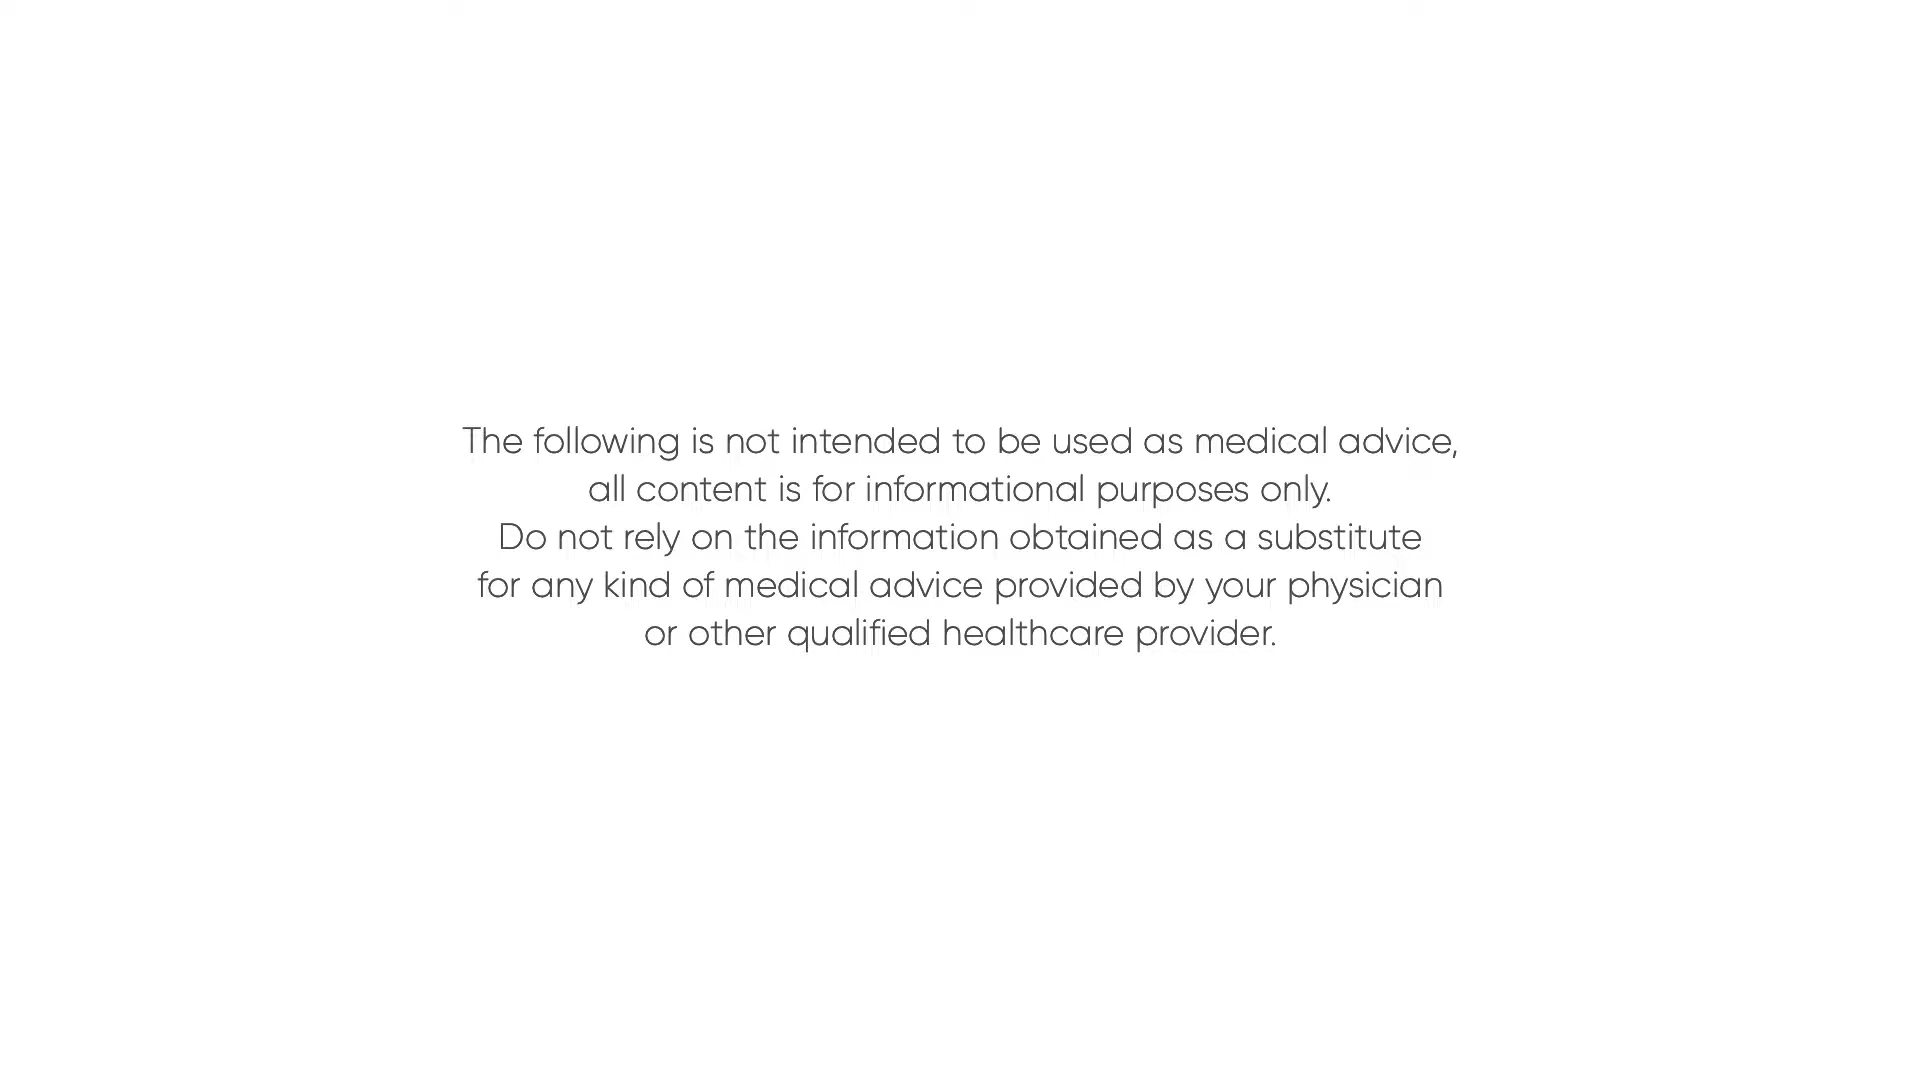 The following is not intended to be used as medical advice,
all content is for informational purposes only.
Do not rely on the information obtained as a substitute
for any kind of medical advice provided by your physician
or other qualified healthcare provider.